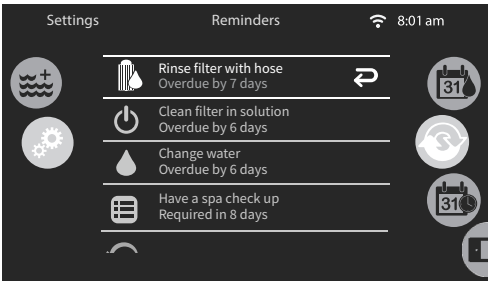 Settings
Reminders
8:01 am
Rinse filter with hose
Overdue by 7 days
Clean filter in solution
Overdue by 6 days
Change water
Overdue by 6 days
Have a spa check up
Required in 8 days
31
31